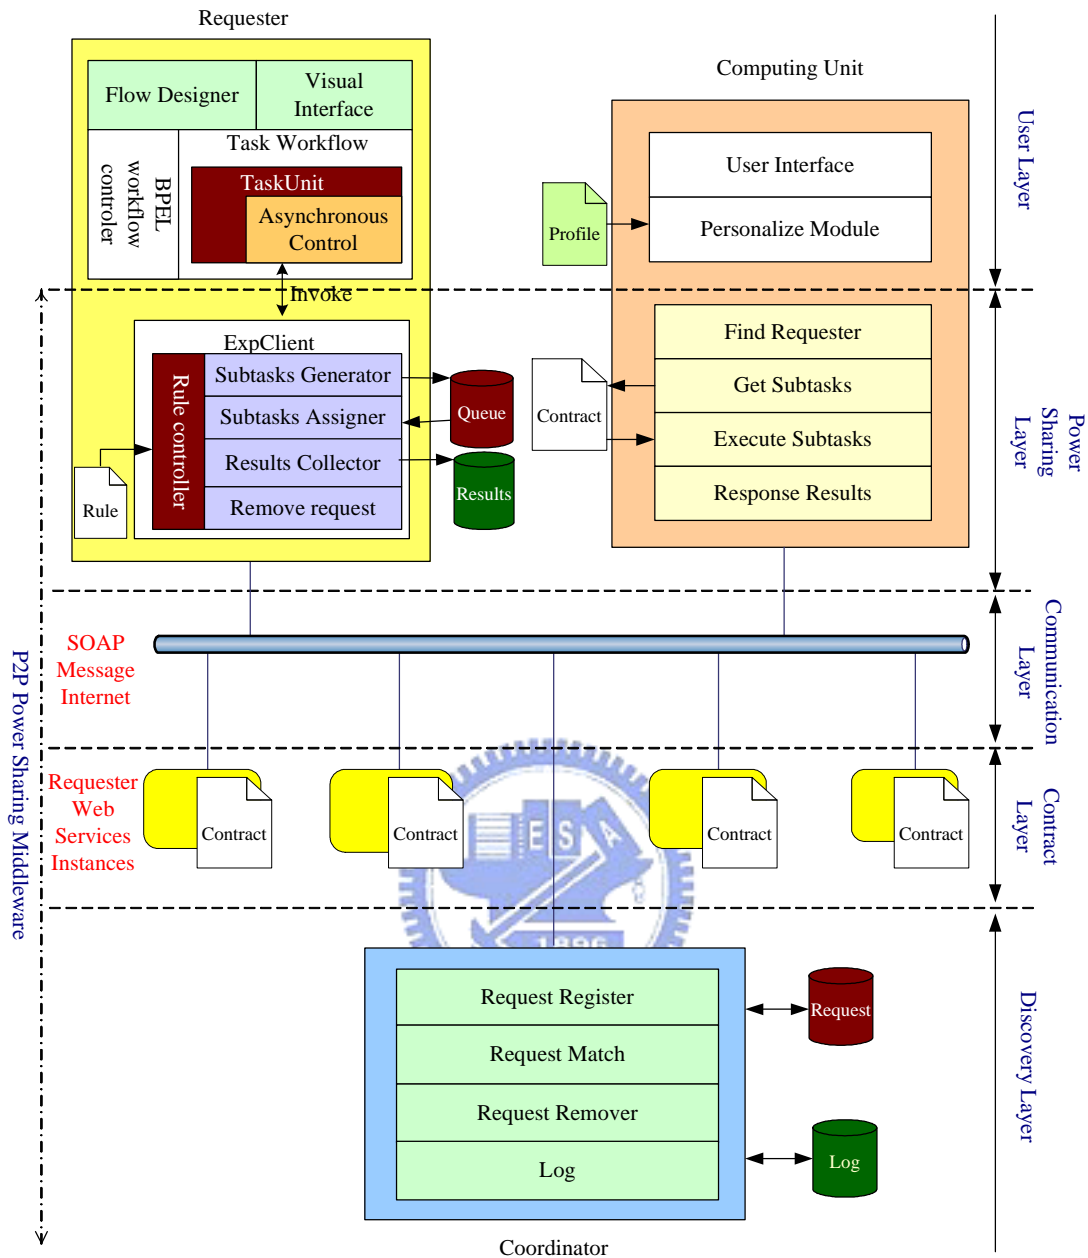 Requester
Flow Designer
Visual
Interface
Task Workflow
BPEL
workflow
controler
TaskUnit
Asynchronous
Control
Invoke
ExpClient
Rule controller
Subtasks Generator
Subtasks Assigner
Results Collector
Remove request
Rule
Queue
Results
Computing Unit
User Interface
Personalize Module
Profile
Find Requester
Get Subtasks
Execute Subtasks
Response Results
Contract
User Layer
Power
Sharing
Layer
Communication
Layer
Contract
Layer
Discovery Layer
P2P Power Sharing Middleware
SOAP
Message
Internet
Requester
Web
Services
Instances
Contract
Contract
Contract
Contract
E S A
1896
Request Register
Request Match
Request Remover
Log
Request
Log
Coordinator